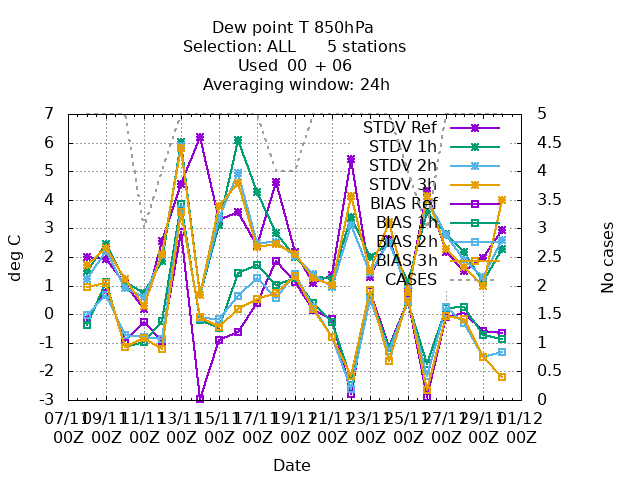 Dew point T 850hPa
Selection: ALL 5 stations
Used 00 + 06
Averaging window: 24h
7 5
6 4.5
5 4
4 3.5
3 3
2 2.5
1 2
0 1.5
-1 1
-2 0.5
-3 0
deg C
No cases
STDV Ref
STDV 1h
STDV 2h
STDV 3h
BIAS Ref
BIAS 1h
BIAS 2h
BIAS 3h
CASES
07/11 09/11 11/11 13/11 15/11 17/11 19/11 21/11 23/11 25/11 27/11 29/11 01/12
00Z 00Z 00Z 00Z 00Z 00Z 00Z 00Z 00Z 00Z 00Z 00Z 00Z
Date